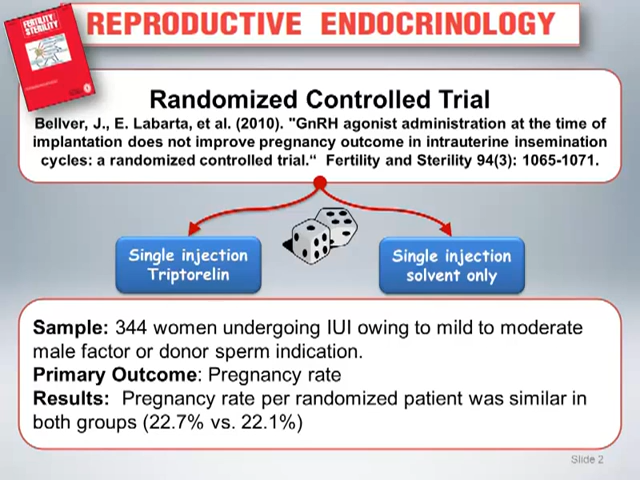 FERTILITY
and
STERILITY
REPRODUCTIVE ENDOCRINOLOGY
Randomized Controlled Trial
Bellver, J., E. Labarta, et al. (2010). "GnRH agonist administration at the time of
implantation does not improve pregnancy outcome in intrauterine insemination
cycles: a randomized controlled trial.“ Fertility and Sterility 94(3): 1065-1071.
Single injection
Triptorelin
Single injection
solvent only
Sample: 344 women undergoing IUI owing to mild to moderate
male factor or donor sperm indication.
Primary Outcome: Pregnancy rate
Results: Pregnancy rate per randomized patient was similar in
both groups (22.7% vs. 22.1%)
Slide 2